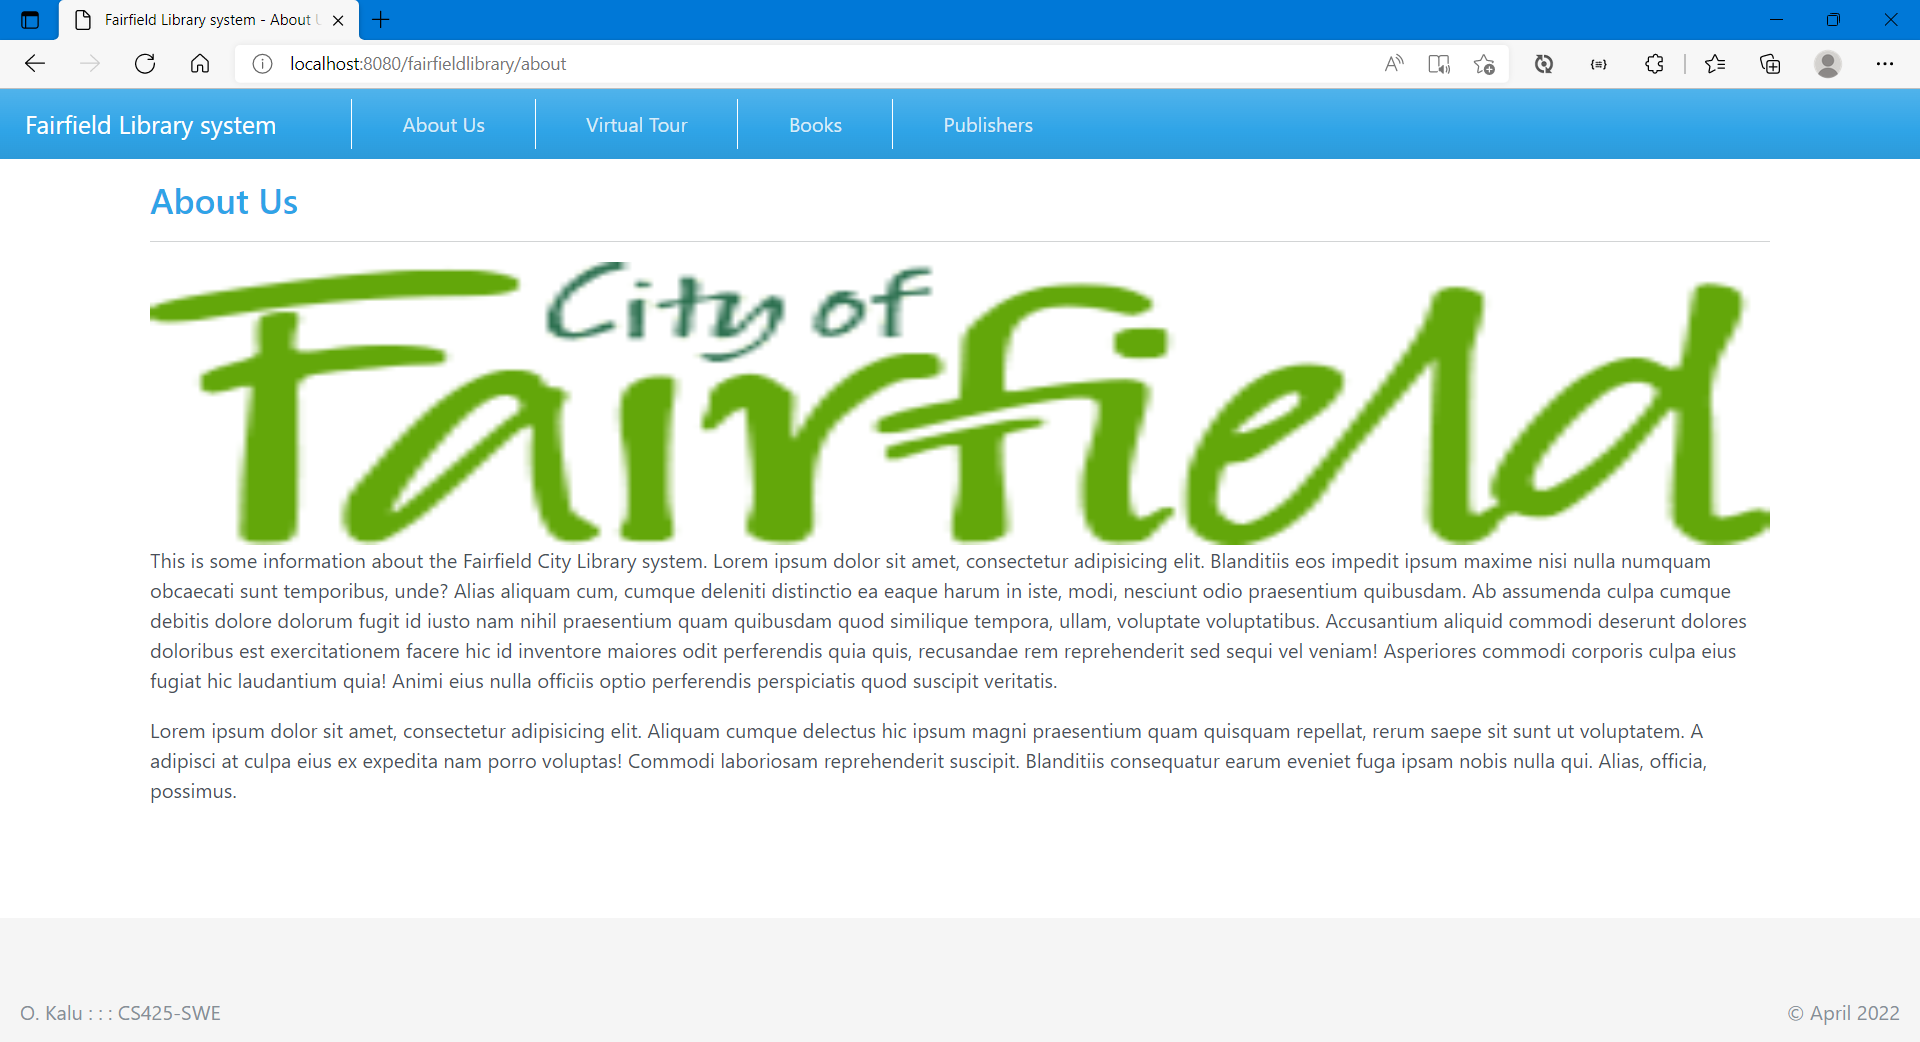 Fairfield Library system - About
localhost:8080/fairfieldlibrary/about
Fairfield Library system
About Us
Virtual Tour
Books
Publishers
About Us
City of
Fairfield
This is some information about the Fairfield City Library system. Lorem ipsum dolor sit amet, consectetur adipisicing elit. Blanditiis eos impedit ipsum maxime nisi nulla numquam
obcaecati sunt temporibus, unde? Alias aliquam cum, cumque deleniti distinctio ea eaque harum in iste, modi, nesciunt odio praesentium quibusdam. Ab assumenda culpa cumque
debitis dolore dolorum fugit id iusto nam nihil praesentium quam quibusdam quod similique tempora, ullam, voluptate voluptatibus. Accusantium aliquid commodi deserunt dolores
doloribus est exercitationem facere hic id inventore maiores odit perferendis quia quis, recusandae rem reprehenderit sed sequi vel veniam! Asperiores commodi corporis culpa eius
fugiat hic laudantium quia! Animi eius nulla officiis optio perferendis perspiciatis quod suscipit veritatis.
Lorem ipsum dolor sit amet, consectetur adipisicing elit. Aliquam cumque delectus hic ipsum magni praesentium quam quisquam repellat, rerum saepe sit sunt ut voluptatem. A
adipisci at culpa eius ex expedita nam porro voluptas! Commodi laboriosam reprehenderit suscipit. Blanditiis consequatur earum eveniet fuga ipsam nobis nulla qui. Alias, officia,
possimus.
O. Kalu : : : CS425-SWE
© April 2022